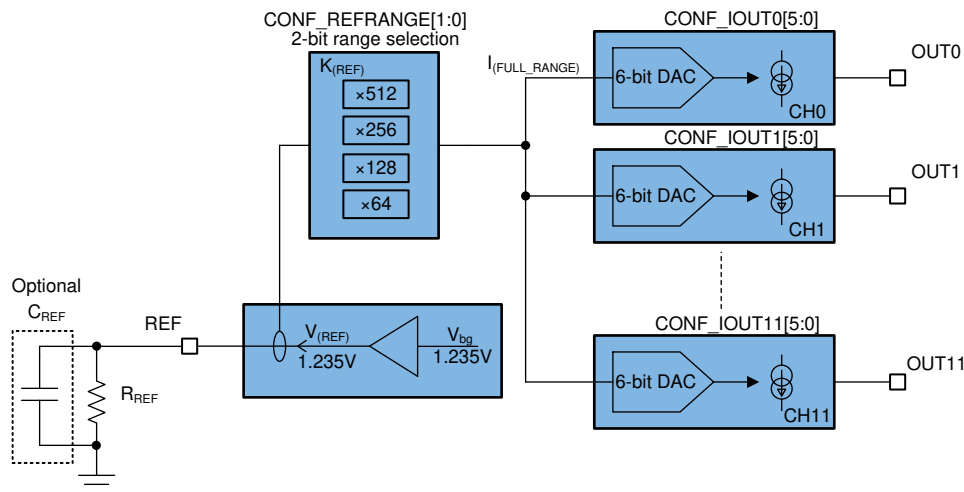 CONF_REFRANGE[1:0]
2-bit range selection
K(REF)
×512
×256
×128
×64
I(FULL_RANGE)
CONF_IOUT0[5:0]
6-bit DAC
CH0
OUT0
CONF_IOUT1[5:0]
6-bit DAC
CH1
OUT1
CONF_IOUT11[5:0]
6-bit DAC
CH11
OUT11
Optional
CREF
RREF
REF
V(REF)
1.235V
Vbg
1.235V